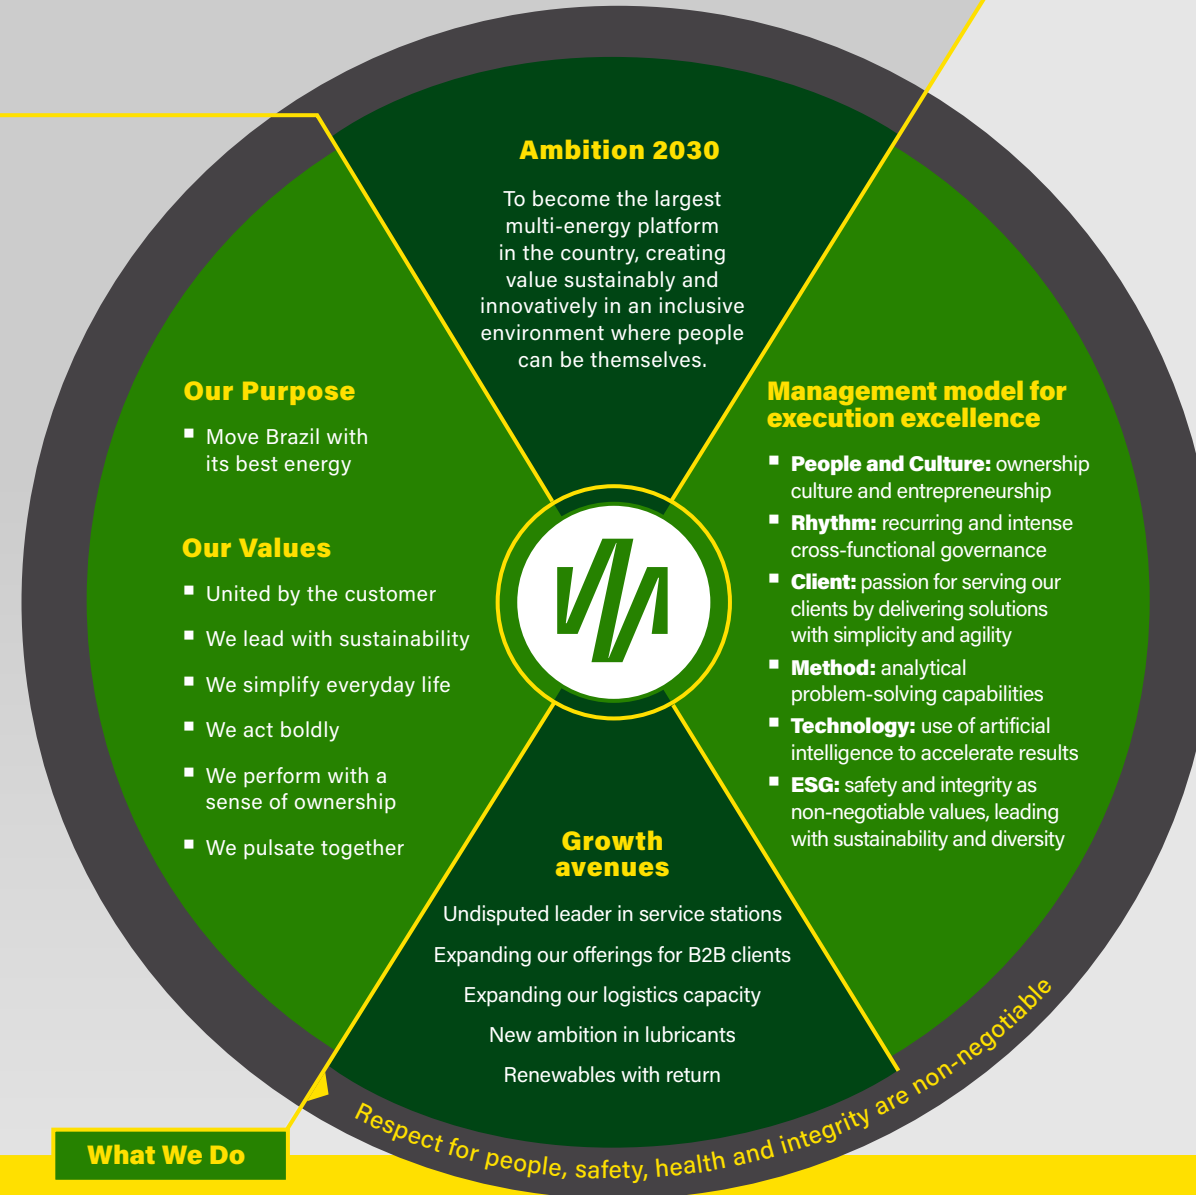 Ambition 2030
To become the largest
multi-energy platform
in the country, creating
value sustainably and
innovatively in an inclusive
environment where people
can be themselves.
Our Purpose
▪ Move Brazil with
its best energy
Our Values
▪ United by the customer
▪ We lead with sustainability
▪ We simplify everyday life
▪ We act boldly
▪ We perform with a
sense of ownership
▪ We pulsate together
Management model for
execution excellence
▪ People and Culture: ownership
culture and entrepreneurship
▪ Rhythm: recurring and intense
cross-functional governance
▪ Client: passion for serving our
clients by delivering solutions
with simplicity and agility
▪ Method: analytical
problem-solving capabilities
▪ Technology: use of artificial
intelligence to accelerate results
▪ ESG: safety and integrity as
non-negotiable values, leading
with sustainability and diversity
Growth
avenues
Undisputed leader in service stations
Expanding our offerings for B2B clients
Expanding our logistics capacity
New ambition in lubricants
Renewables with return
Respect for people, safety, health and integrity are non-negotiable
What We Do